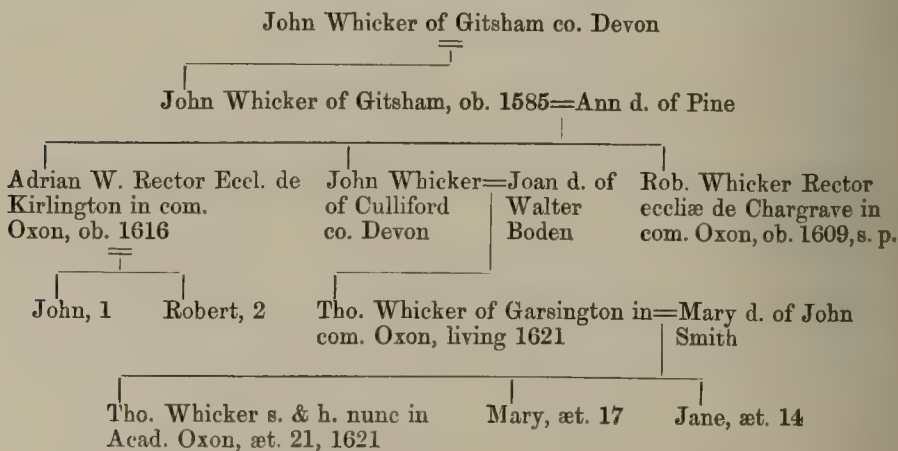 John Whicker of Gitsham co. Devon
John Whicker of Gitsham, ob. 1585=Ann d. of Pine
Adrian W. Rector Eccl. de
Kirlington in com.
Oxon, ob. 1616
John Whicker=Joan d. of
of Culliford Walter
co. Devon Boden
Rob. Whicker Rector
eccliæ de Chargrave in
com. Oxon, ob. 1609, s. p.
John, 1 Robert, 2
Tho. Whicker of Garsington in=Mary d. of John
com. Oxon, living 1621 Smith
Tho. Whicker s. & h. nunc in
Acad. Oxon, æt. 21, 1621
Mary, æt. 17
Jane, æt. 14